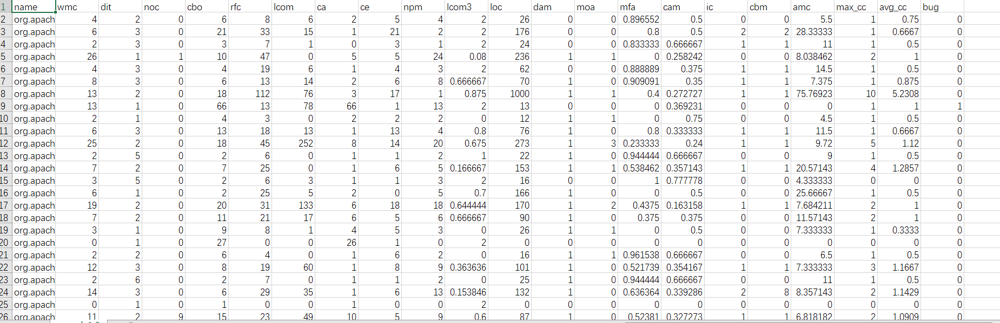 1 name wmc dit noc cbo rfc lcom ca ce npm lcom3 loc dam moa mfa cam ic cbm amc max_cc avg_cc bug
2 org.apach 4 2 0 6 8 6 2 5 4 2 26 0 0 0.896552 0.5 0 0 5.5 1 0.75 0
3 org.apach 6 3 0 21 33 15 1 21 2 2 176 0 0 0.8 0.5 2 2 28.33333 1 0.6667 0
4 org.apach 2 3 0 3 7 1 0 3 1 2 24 0 0 0.833333 0.666667 1 1 11 1 0.5 0
5 org.apach 26 1 1 10 47 0 5 5 24 0.08 236 1 1 0 0.258242 0 0 8.038462 2 1 0
6 org.apach 4 3 0 4 19 6 1 4 3 2 62 0 0 0.888889 0.375 1 1 14.5 1 0.5 0
7 org.apach 8 3 0 6 13 14 2 6 8 0.666667 70 1 0 0.909091 0.35 1 1 7.375 1 0.875 0
8 org.apach 13 2 0 18 112 76 3 17 1 0.875 1000 1 1 0.4 0.272727 1 1 75.76923 10 5.2308 0
9 org.apach 13 1 0 66 13 78 66 1 13 2 13 0 0 0 0.369231 0 0 0 1 1 1
10 org.apach 2 1 0 4 3 0 2 2 2 0 12 1 1 0 0.75 0 0 4.5 1 0.5 0
11 org.apach 6 3 0 13 18 13 1 13 4 0.8 76 1 0 0.8 0.333333 1 1 11.5 1 0.6667 0
12 org.apach 25 2 0 18 45 252 8 14 20 0.675 273 1 3 0.233333 0.24 1 1 9.72 5 1.12 0
13 org.apach 2 5 0 2 6 0 1 1 2 1 22 1 0 0.944444 0.666667 0 0 9 1 0.5 0
14 org.apach 7 2 0 7 25 0 1 6 5 0.166667 153 1 1 0.538462 0.357143 1 1 20.57143 4 1.2857 0
15 org.apach 3 5 0 2 6 3 1 1 3 2 16 0 0 1 0.777778 0 0 4.333333 0 0 0
16 org.apach 6 1 0 2 25 5 2 0 5 0.7 166 1 0 0 0.5 0 0 25.66667 1 0.5 0
17 org.apach 19 2 0 20 31 133 6 18 18 0.644444 170 1 2 0.4375 0.163158 1 1 7.684211 2 1 0
18 org.apach 7 2 0 11 21 17 6 5 6 0.666667 90 1 0 0.375 0.375 0 0 11.57143 2 1 0
19 org.apach 3 1 0 9 8 1 4 5 3 0 26 1 1 0 0.5 0 0 7.333333 1 0.3333 0
20 org.apach 0 1 0 27 0 0 26 1 0 2 0 0 0 0 0 0 0 0 0 0 0
21 org.apach 2 2 0 6 4 0 1 6 2 0 16 1 1 0.961538 0.666667 0 0 6.5 1 0.5 0
22 org.apach 12 3 0 8 19 60 1 8 9 0.363636 101 1 0 0.521739 0.354167 1 1 7.333333 3 1.1667 0
23 org.apach 2 6 0 2 7 0 1 1 2 0 25 1 0 0.944444 0.666667 0 0 11 1 0.5 0
24 org.apach 14 3 0 6 29 35 1 6 13 0.153846 132 1 0 0.636364 0.339286 2 8 8.357143 2 1.1429 0
25 org.apach 0 1 0 1 0 0 1 0 0 2 0 0 0 0 0 0 0 0 0 0 0
26 org.apach 11 2 9 15 23 49 10 5 9 0.6 87 1 0 0.52381 0.327273 1 1 6.818182 2 1.0909 0